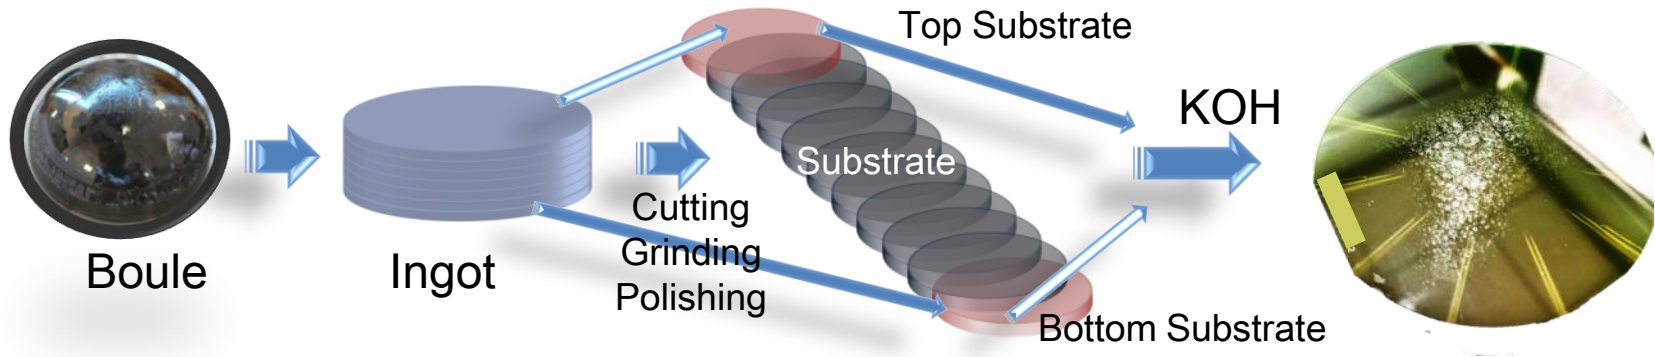 Boule
Ingot
Cutting
Grinding
Polishing
Substrate
Top Substrate
Bottom Substrate
KOH